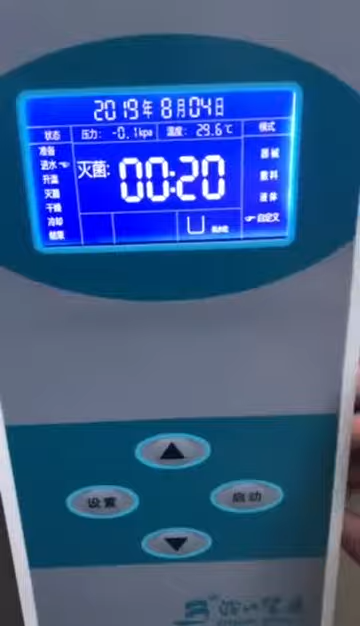 2019年 8月04日
状态 压力: -0.1kpa 温度: 29.6℃ 模式
准备
进水
升温
灭菌
干燥
冷却
结束
灭菌: 00:20
器械
敷料
液体
自定义
设置
启动